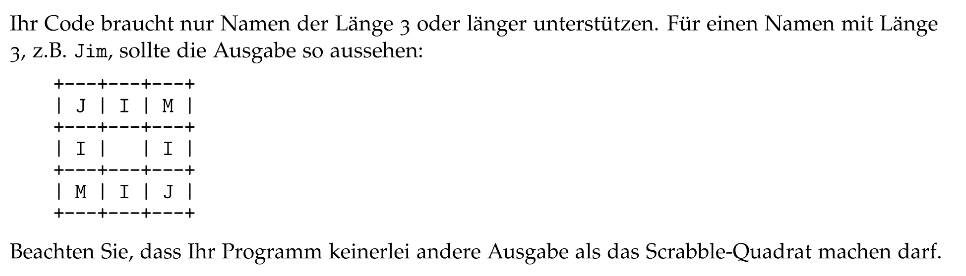 Ihr Code braucht nur Namen der Länge 3 oder länger unterstützen. Für einen Namen mit Länge
3, z.B. Jim, sollte die Ausgabe so aussehen:
+---+---+---+
| J | I | M |
+---+---+---+
| I |   | I |
+---+---+---+
| M | I | J |
+---+---+---+
Beachten Sie, dass Ihr Programm keinerlei andere Ausgabe als das Scrabble-Quadrat machen darf.